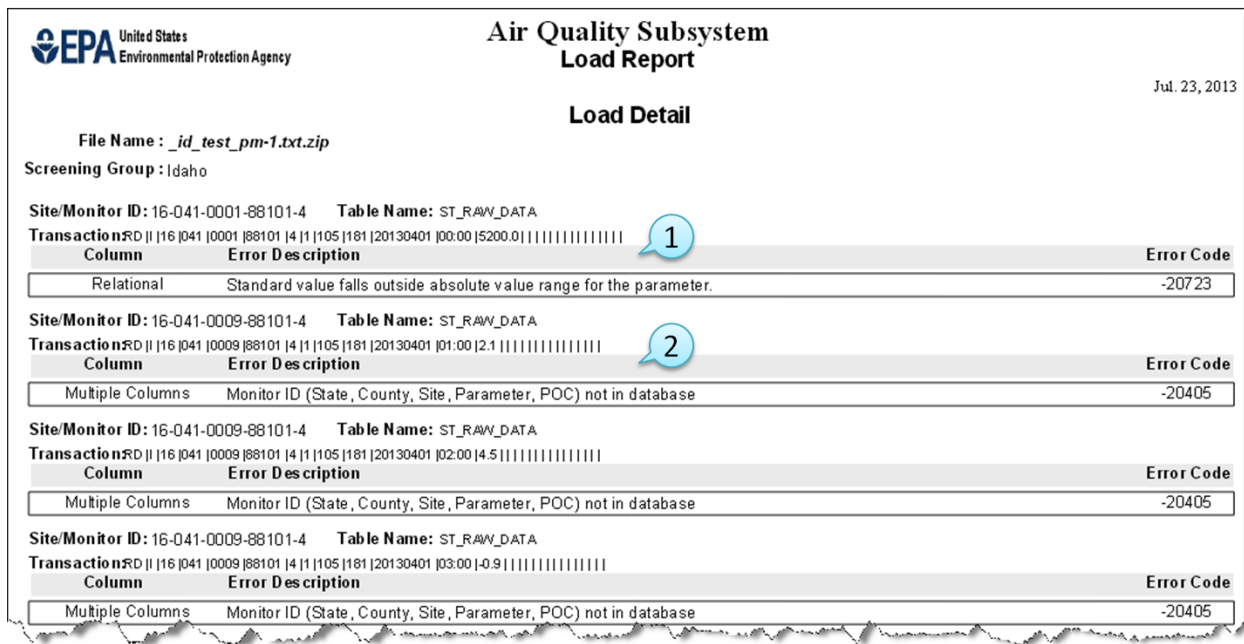 EPA United States
Environmental Protection Agency
Air Quality Subsystem
Load Report
Jul. 23, 2013
Load Detail
File Name : _id_test_pm-1.txt.zip
Screening Group : Idaho
Site/Monitor ID: 16-041-0001-88101-4 Table Name: ST_RAW_DATA
Transaction: RD |I |16 |041 |0001 |88101 |4 |1 |105 |181 |20130401 |00:00 |5200.0| | | | | | | | | | | | | | | |
1
Column Error Description Error Code
Relational Standard value falls outside absolute value range for the parameter. -20723
Site/Monitor ID: 16-041-0009-88101-4 Table Name: ST_RAW_DATA
Transaction: RD |I |16 |041 |0009 |88101 |4 |1 |105 |181 |20130401 |01:00 |2.1 | | | | | | | | | | | | | | | |
2
Column Error Description Error Code
Multiple Columns Monitor ID (State, County, Site, Parameter, POC) not in database -20405
Site/Monitor ID: 16-041-0009-88101-4 Table Name: ST_RAW_DATA
Transaction: RD |I |16 |041 |0009 |88101 |4 |1 |105 |181 |20130401 |02:00 |4.5 | | | | | | | | | | | | | | | |
Column Error Description Error Code
Multiple Columns Monitor ID (State, County, Site, Parameter, POC) not in database -20405
Site/Monitor ID: 16-041-0009-88101-4 Table Name: ST_RAW_DATA
Transaction: RD |I |16 |041 |0009 |88101 |4 |1 |105 |181 |20130401 |03:00 |-0.9 | | | | | | | | | | | | | | | |
Column Error Description Error Code
Multiple Columns Monitor ID (State, County, Site, Parameter, POC) not in database -20405